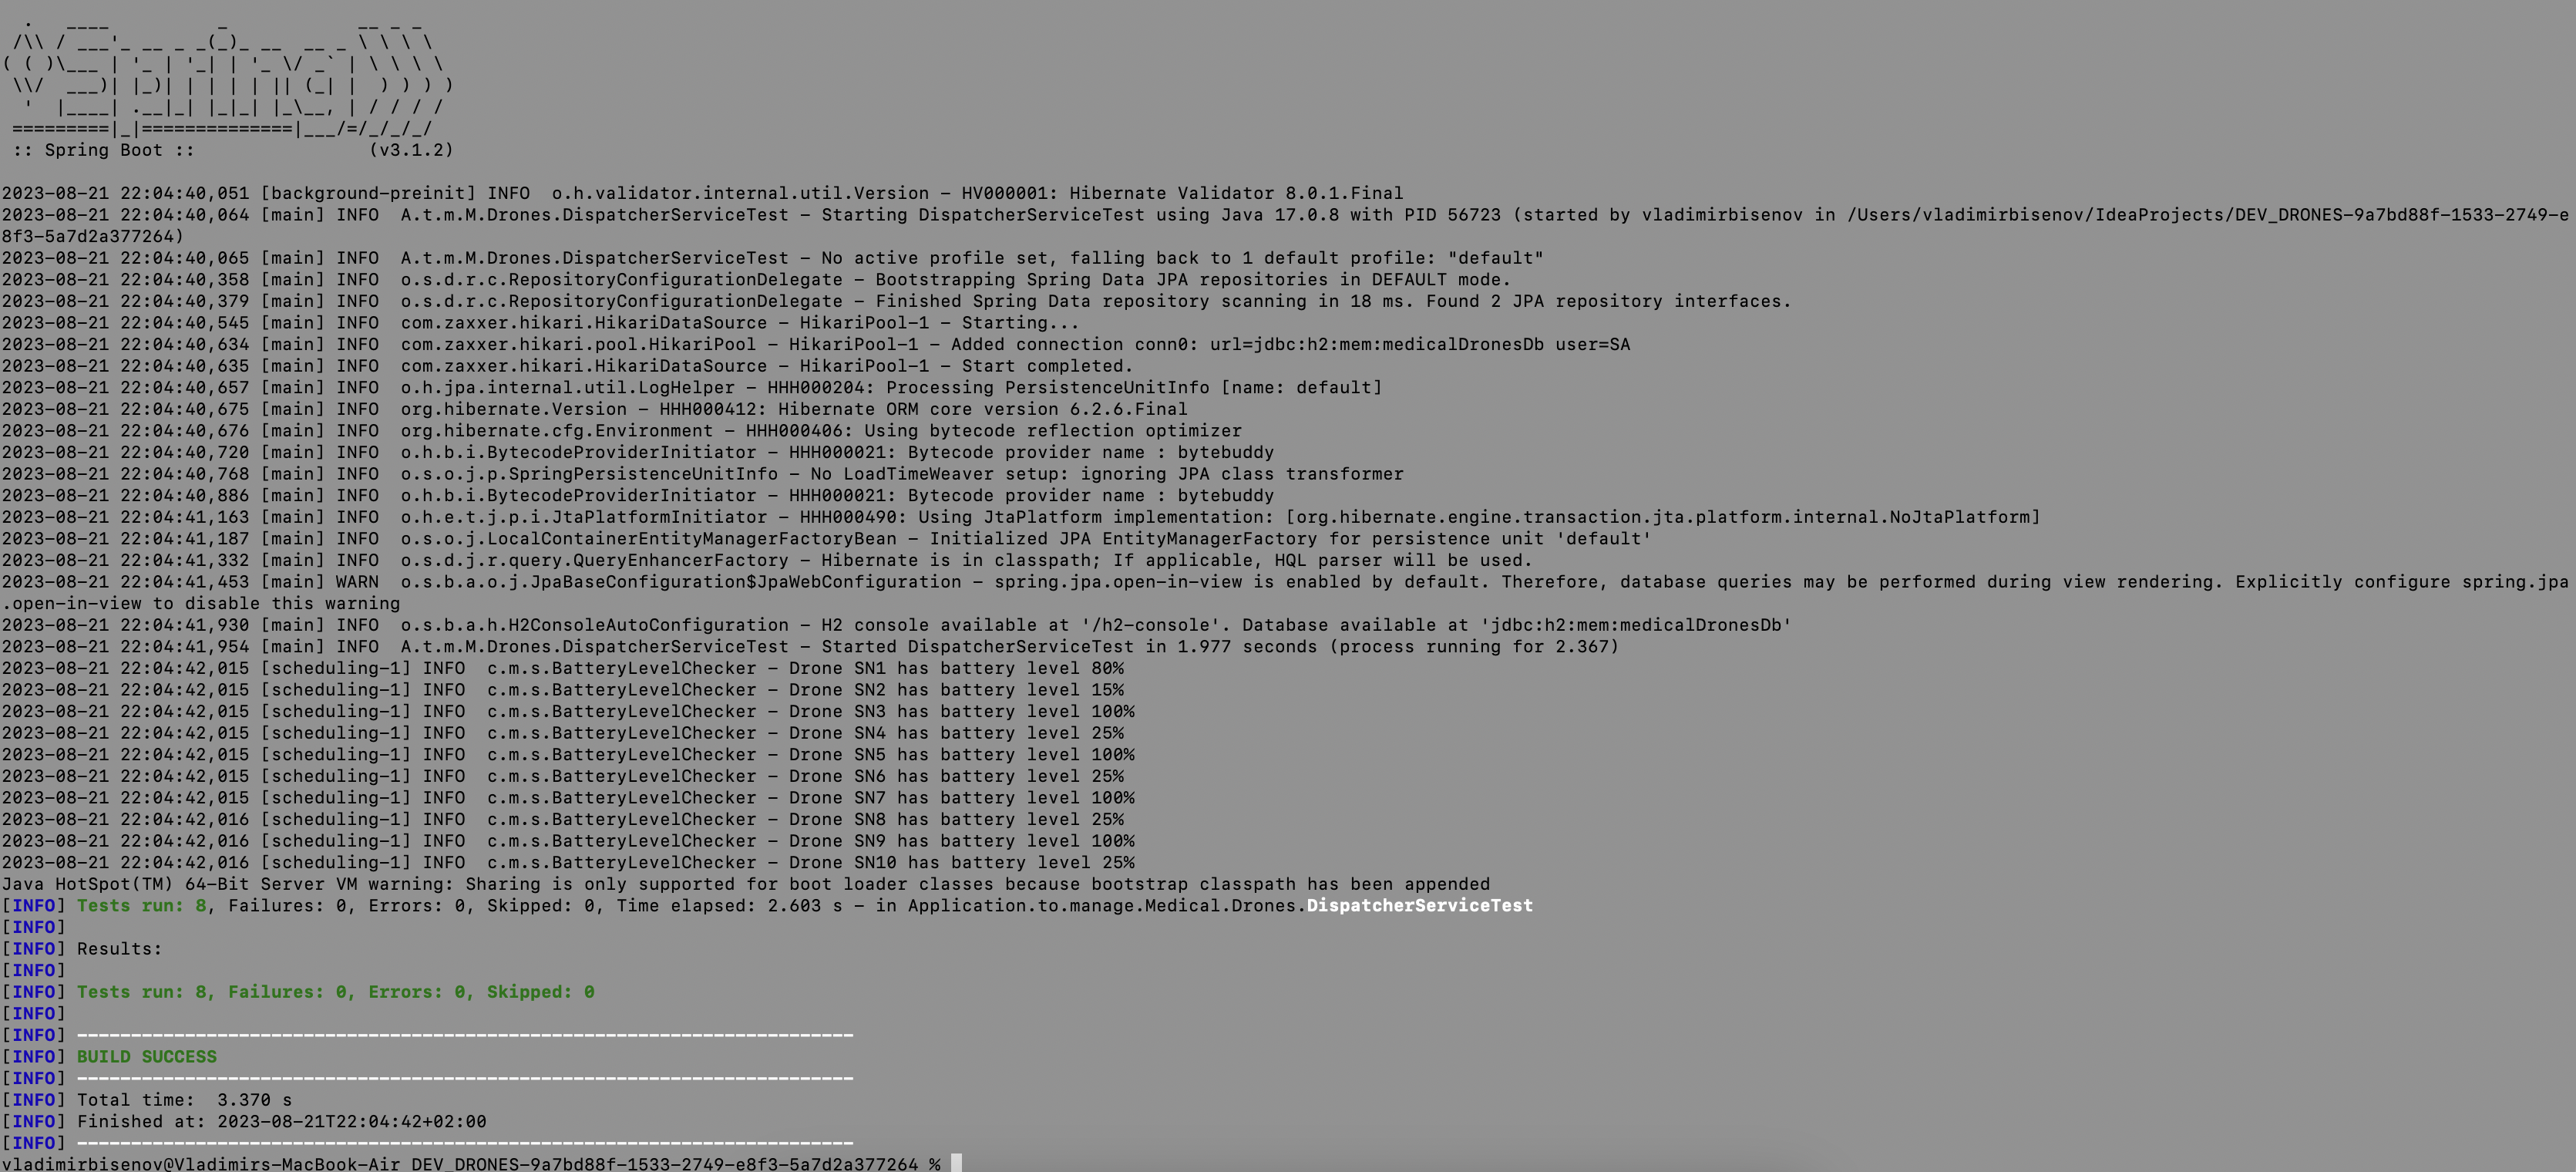 .   ____          _            __ _ _
 /\\ / ___'_ __ _ _(_)_ __  __ _ \ \ \ \
( ( )\___ | '_ | '_| | '_ \/ _` | \ \ \ \
 \\/  ___)| |_)| | | | | || (_| |  ) ) ) )
  '  |____| .__|_| |_|_| |_\__, | / / / /
 =========|_|==============|___/=/_/_/_/
 :: Spring Boot ::                (v3.1.2)

2023-08-21 22:04:40,051 [background-preinit] INFO  o.h.validator.internal.util.Version - HV000001: Hibernate Validator 8.0.1.Final
2023-08-21 22:04:40,064 [main] INFO  A.t.m.M.Drones.DispatcherServiceTest - Starting DispatcherServiceTest using Java 17.0.8 with PID 56723 (started by vladimirbisenov in /Users/vladimirbisenov/IdeaProjects/DEV_DRONES-9a7bd88f-1533-2749-e
8f3-5a7d2a377264)
2023-08-21 22:04:40,065 [main] INFO  A.t.m.M.Drones.DispatcherServiceTest - No active profile set, falling back to 1 default profile: "default"
2023-08-21 22:04:40,358 [main] INFO  o.s.d.r.c.RepositoryConfigurationDelegate - Bootstrapping Spring Data JPA repositories in DEFAULT mode.
2023-08-21 22:04:40,379 [main] INFO  o.s.d.r.c.RepositoryConfigurationDelegate - Finished Spring Data repository scanning in 18 ms. Found 2 JPA repository interfaces.
2023-08-21 22:04:40,545 [main] INFO  com.zaxxer.hikari.HikariDataSource - HikariPool-1 - Starting...
2023-08-21 22:04:40,634 [main] INFO  com.zaxxer.hikari.pool.HikariPool - HikariPool-1 - Added connection conn0: url=jdbc:h2:mem:medicalDronesDb user=SA
2023-08-21 22:04:40,635 [main] INFO  com.zaxxer.hikari.HikariDataSource - HikariPool-1 - Start completed.
2023-08-21 22:04:40,657 [main] INFO  o.h.jpa.internal.util.LogHelper - HHH000204: Processing PersistenceUnitInfo [name: default]
2023-08-21 22:04:40,675 [main] INFO  org.hibernate.Version - HHH000412: Hibernate ORM core version 6.2.6.Final
2023-08-21 22:04:40,676 [main] INFO  org.hibernate.cfg.Environment - HHH000406: Using bytecode reflection optimizer
2023-08-21 22:04:40,720 [main] INFO  o.h.b.i.BytecodeProviderInitiator - HHH000021: Bytecode provider name : bytebuddy
2023-08-21 22:04:40,768 [main] INFO  o.s.o.j.p.SpringPersistenceUnitInfo - No LoadTimeWeaver setup: ignoring JPA class transformer
2023-08-21 22:04:40,886 [main] INFO  o.h.b.i.BytecodeProviderInitiator - HHH000021: Bytecode provider name : bytebuddy
2023-08-21 22:04:41,163 [main] INFO  o.h.e.t.j.p.i.JtaPlatformInitiator - HHH000490: Using JtaPlatform implementation: [org.hibernate.engine.transaction.jta.platform.internal.NoJtaPlatform]
2023-08-21 22:04:41,187 [main] INFO  o.s.o.j.LocalContainerEntityManagerFactoryBean - Initialized JPA EntityManagerFactory for persistence unit 'default'
2023-08-21 22:04:41,332 [main] INFO  o.s.d.j.r.query.QueryEnhancerFactory - Hibernate is in classpath; If applicable, HQL parser will be used.
2023-08-21 22:04:41,453 [main] WARN  o.s.b.a.o.j.JpaBaseConfiguration$JpaWebConfiguration - spring.jpa.open-in-view is enabled by default. Therefore, database queries may be performed during view rendering. Explicitly configure spring.jpa
.open-in-view to disable this warning
2023-08-21 22:04:41,930 [main] INFO  o.s.b.a.h.H2ConsoleAutoConfiguration - H2 console available at '/h2-console'. Database available at 'jdbc:h2:mem:medicalDronesDb'
2023-08-21 22:04:41,954 [main] INFO  A.t.m.M.Drones.DispatcherServiceTest - Started DispatcherServiceTest in 1.977 seconds (process running for 2.367)
2023-08-21 22:04:42,015 [scheduling-1] INFO  c.m.s.BatteryLevelChecker - Drone SN1 has battery level 80%
2023-08-21 22:04:42,015 [scheduling-1] INFO  c.m.s.BatteryLevelChecker - Drone SN2 has battery level 15%
2023-08-21 22:04:42,015 [scheduling-1] INFO  c.m.s.BatteryLevelChecker - Drone SN3 has battery level 100%
2023-08-21 22:04:42,015 [scheduling-1] INFO  c.m.s.BatteryLevelChecker - Drone SN4 has battery level 25%
2023-08-21 22:04:42,015 [scheduling-1] INFO  c.m.s.BatteryLevelChecker - Drone SN5 has battery level 100%
2023-08-21 22:04:42,015 [scheduling-1] INFO  c.m.s.BatteryLevelChecker - Drone SN6 has battery level 25%
2023-08-21 22:04:42,015 [scheduling-1] INFO  c.m.s.BatteryLevelChecker - Drone SN7 has battery level 100%
2023-08-21 22:04:42,016 [scheduling-1] INFO  c.m.s.BatteryLevelChecker - Drone SN8 has battery level 25%
2023-08-21 22:04:42,016 [scheduling-1] INFO  c.m.s.BatteryLevelChecker - Drone SN9 has battery level 100%
2023-08-21 22:04:42,016 [scheduling-1] INFO  c.m.s.BatteryLevelChecker - Drone SN10 has battery level 25%
Java HotSpot(TM) 64-Bit Server VM warning: Sharing is only supported for boot loader classes because bootstrap classpath has been appended
[INFO] Tests run: 8, Failures: 0, Errors: 0, Skipped: 0, Time elapsed: 2.603 s - in Application.to.manage.Medical.Drones.DispatcherServiceTest
[INFO]
[INFO] Results:
[INFO]
[INFO] Tests run: 8, Failures: 0, Errors: 0, Skipped: 0
[INFO]
[INFO] ------------------------------------------------------------------------
[INFO] BUILD SUCCESS
[INFO] ------------------------------------------------------------------------
[INFO] Total time:  3.370 s
[INFO] Finished at: 2023-08-21T22:04:42+02:00
[INFO] ------------------------------------------------------------------------
vladimirbisenov@Vladimirs-MacBook-Air DEV_DRONES-9a7bd88f-1533-2749-e8f3-5a7d2a377264 %